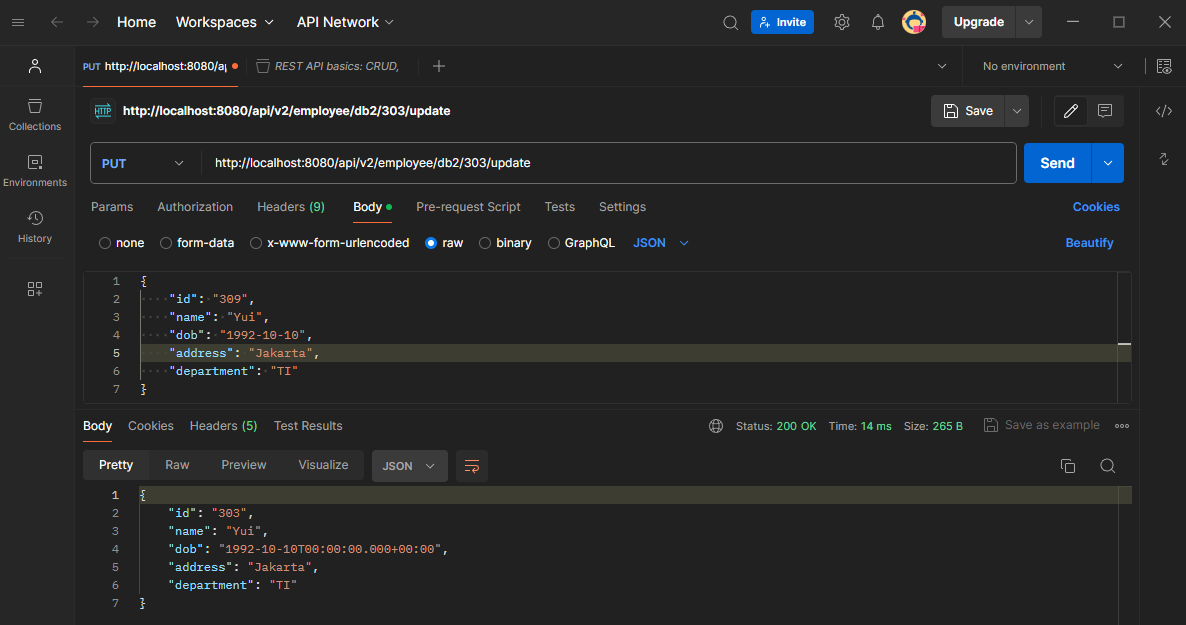 Home Workspaces API Network Invite Upgrade
PUT http://localhost:8080/ap REST API basics: CRUD, No environment
HTTP http://localhost:8080/api/v2/employee/db2/303/update Save
Collections
PUT http://localhost:8080/api/v2/employee/db2/303/update Send
Environments
Params Authorization Headers (9) Body Pre-request Script Tests Settings Cookies
History
none form-data x-www-form-urlencoded raw binary GraphQL JSON Beautify
1 {
2 "id": "309",
3 "name": "Yui",
4 "dob": "1992-10-10",
5 "address": "Jakarta",
6 "department": "TI"
7 }
Body Cookies Headers (5) Test Results Status: 200 OK Time: 14 ms Size: 265 B Save as example
Pretty Raw Preview Visualize JSON
1 {
2 "id": "303",
3 "name": "Yui",
4 "dob": "1992-10-10T00:00:00.000+00:00",
5 "address": "Jakarta",
6 "department": "TI"
7 }